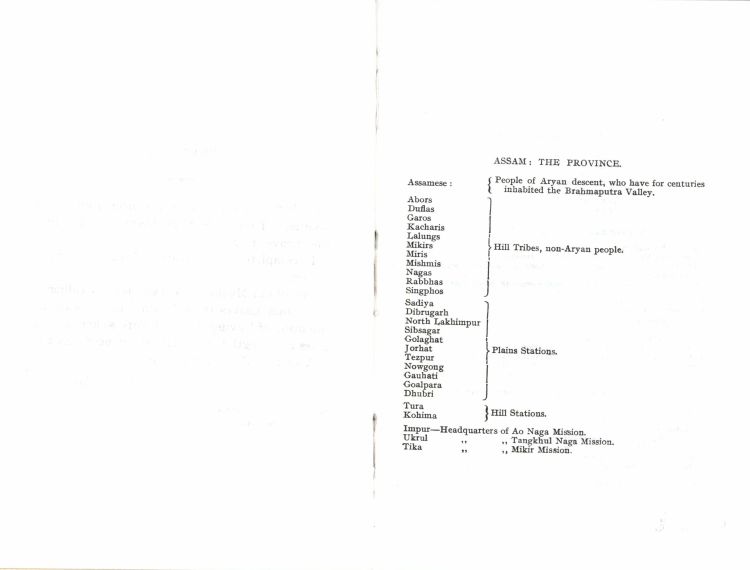 ASSAM: THE PROVINCE.
Assamese : { People of Aryan descent, who have for centuries
inhabited the Brahmaputra Valley.
Abors
Duflas
Garos
Kacharis
Lalungs
Mikirs } Hill Tribes, non-Aryan people.
Miris
Mishmis
Nagas
Rabbhas
Singphos
Sadiya
Dibrugarh
North Lakhimpur
Sibsagar
Golaghat
Jorhat } Plains Stations.
Tezpur
Nowgong
Gauhati
Goalpara
Dhubri
Tura
Kohima } Hill Stations.
Impur—Headquarters of Ao Naga Mission.
Ukrul ,, ,, Tangkhul Naga Mission.
Tika ,, ,, Mikir Mission.